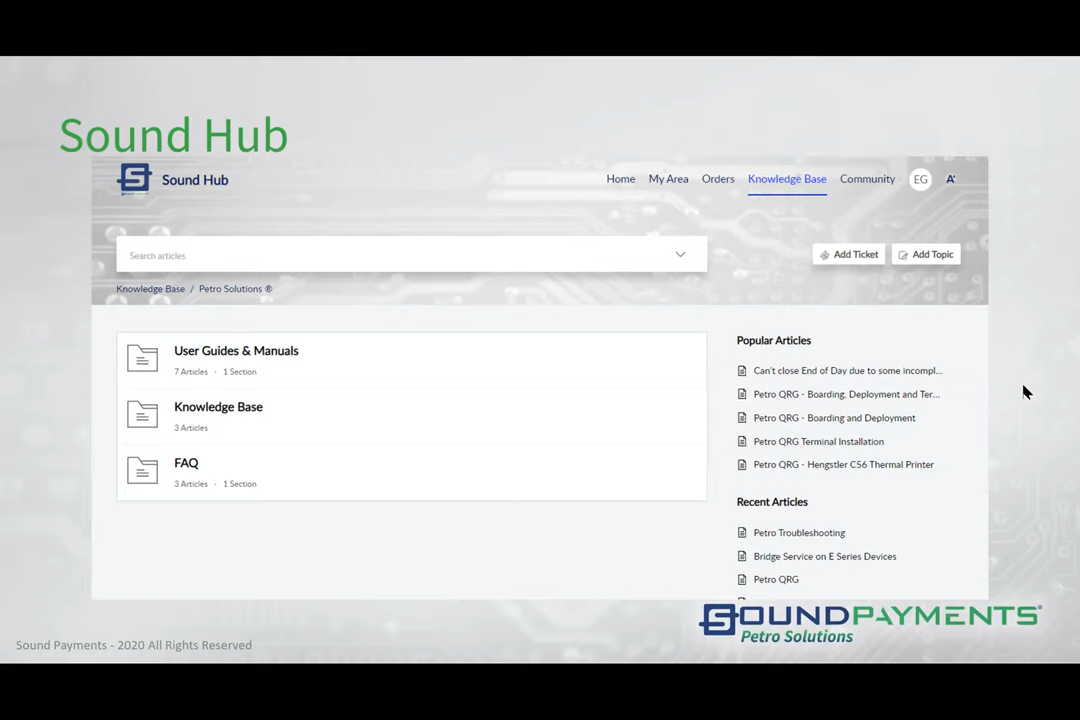 Sound Hub
Sound Hub
Home My Area Orders Knowledge Base Community EG A
Search articles
Add Ticket Add Topic
Knowledge Base / Petro Solutions ®
User Guides & Manuals
7 Articles · 1 Section
Knowledge Base
3 Articles
FAQ
3 Articles · 1 Section
Popular Articles
Can't close End of Day due to some incompl...
Petro QRG - Boarding, Deployment and Ter...
Petro QRG - Boarding and Deployment
Petro QRG Terminal Installation
Petro QRG - Hengstler C56 Thermal Printer
Recent Articles
Petro Troubleshooting
Bridge Service on E Series Devices
Petro QRG
SOUNDPAYMENTS®
Petro Solutions
Sound Payments - 2020 All Rights Reserved